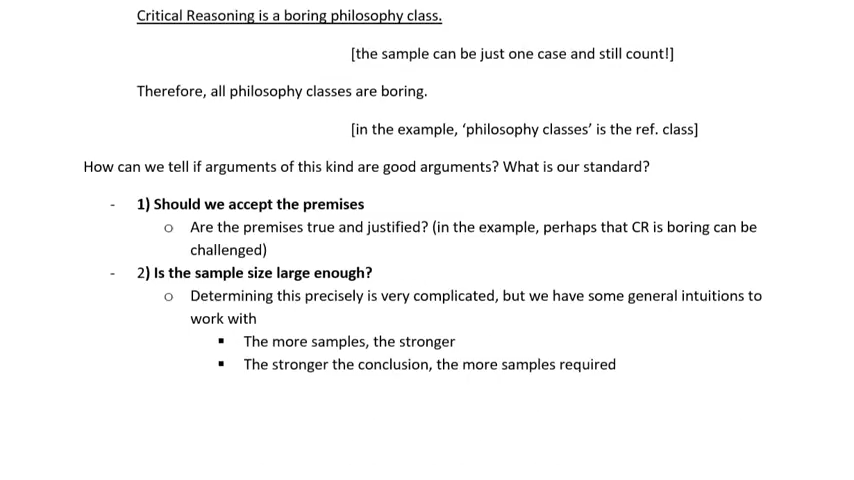 Critical Reasoning is a boring philosophy class.
[the sample can be just one case and still count!]
Therefore, all philosophy classes are boring.
[in the example, ‘philosophy classes’ is the ref. class]
How can we tell if arguments of this kind are good arguments? What is our standard?
- 1) Should we accept the premises
o Are the premises true and justified? (in the example, perhaps that CR is boring can be
challenged)
- 2) Is the sample size large enough?
o Determining this precisely is very complicated, but we have some general intuitions to
work with
▪ The more samples, the stronger
▪ The stronger the conclusion, the more samples required